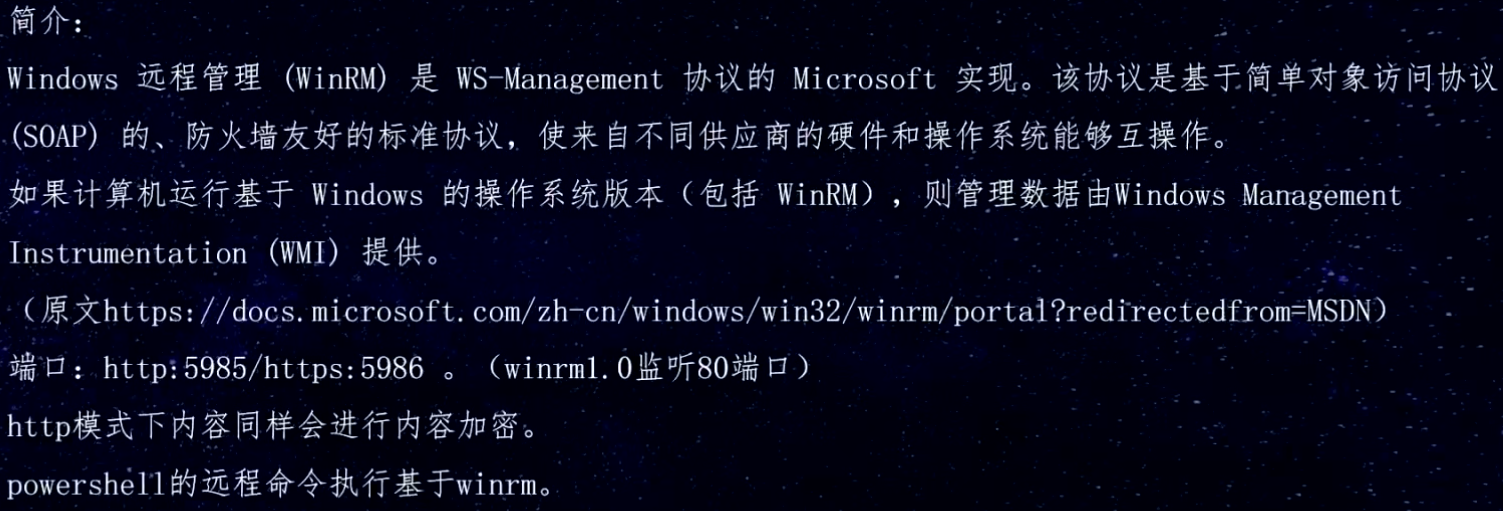 简介：
Windows 远程管理 (WinRM) 是 WS-Management 协议的 Microsoft 实现。该协议是基于简单对象访问协议
(SOAP) 的、防火墙友好的标准协议，使来自不同供应商的硬件和操作系统能够互操作。
如果计算机运行基于 Windows 的操作系统版本（包括 WinRM），则管理数据由Windows Management
Instrumentation (WMI) 提供。
（原文https://docs.microsoft.com/zh-cn/windows/win32/winrm/portal?redirectedfrom=MSDN）
端口：http:5985/https:5986 。（winrm1.0监听80端口）
http模式下内容同样会进行内容加密。
powershell的远程命令执行基于winrm。